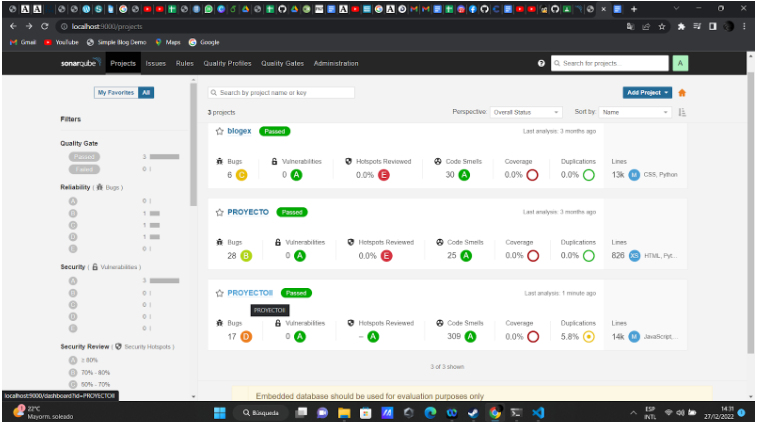 localhost:9000/projects
Gmail YouTube Simple Blog Demo Maps Google
sonarqube Projects Issues Rules Quality Profiles Quality Gates Administration Search for projects... A
My Favorites All Search by project name or key Add Project
3 projects Perspective: Overall Status Sort by: Name
Filters
Quality Gate
Passed 3
Failed 0
Reliability ( Bugs )
A 0
B 1
C 1
D 1
E 0
Security ( Vulnerabilities )
A 3
B 0
C 0
D 0
E 0
Security Review ( Security Hotspots )
A ≥ 80%
B 70% - 80%
C 50% - 70%
blogex Passed Last analysis: 3 months ago
Bugs Vulnerabilities Hotspots Reviewed Code Smells Coverage Duplications Lines
6 C 0 A 0.0% E 30 A 0.0% 0.0% 13k M CSS, Python
PROYECTO Passed Last analysis: 3 months ago
Bugs Vulnerabilities Hotspots Reviewed Code Smells Coverage Duplications Lines
28 B 0 A 0.0% E 25 A 0.0% 0.0% 826 XS HTML, Pyt...
PROYECTOII Passed Last analysis: 1 minute ago
PROYECTOII
Bugs Vulnerabilities Hotspots Reviewed Code Smells Coverage Duplications Lines
17 D 0 A – A 309 A 0.0% 5.8% 14k M JavaScript,...
3 of 3 shown
Embedded database should be used for evaluation purposes only
localhost:9000/dashboard?id=PROYECTOII
22°C
Mayorm. soleado
Búsqueda
ESP
INTL
14:31
27/12/2022